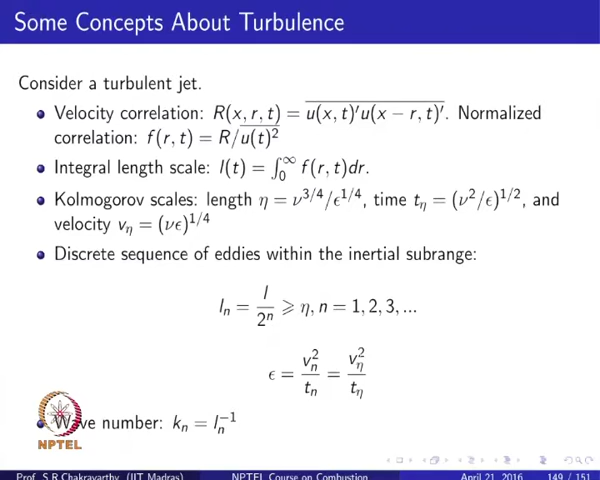 Some Concepts About Turbulence
Consider a turbulent jet.
Velocity correlation: R(x, r, t) = \overline{u(x, t)′u(x − r, t)′}. Normalized
correlation: f(r, t) = R/\overline{u(t)²}
Integral length scale: l(t) = ∫₀^∞ f(r, t)dr.
Kolmogorov scales: length η = ν^{3/4}/ϵ^{1/4}, time t_η = (ν²/ϵ)^{1/2}, and
velocity v_η = (νϵ)^{1/4}
Discrete sequence of eddies within the inertial subrange:
l_n = l/2^n ⩾ η, n = 1, 2, 3, ...
ϵ = v_n²/t_n = v_η²/t_η
Wave number: k_n = l_n^{−1}
NPTEL
Prof. S.R.Chakravarthy (IIT Madras) NPTEL Course on Combustion April 21, 2016 149 / 151